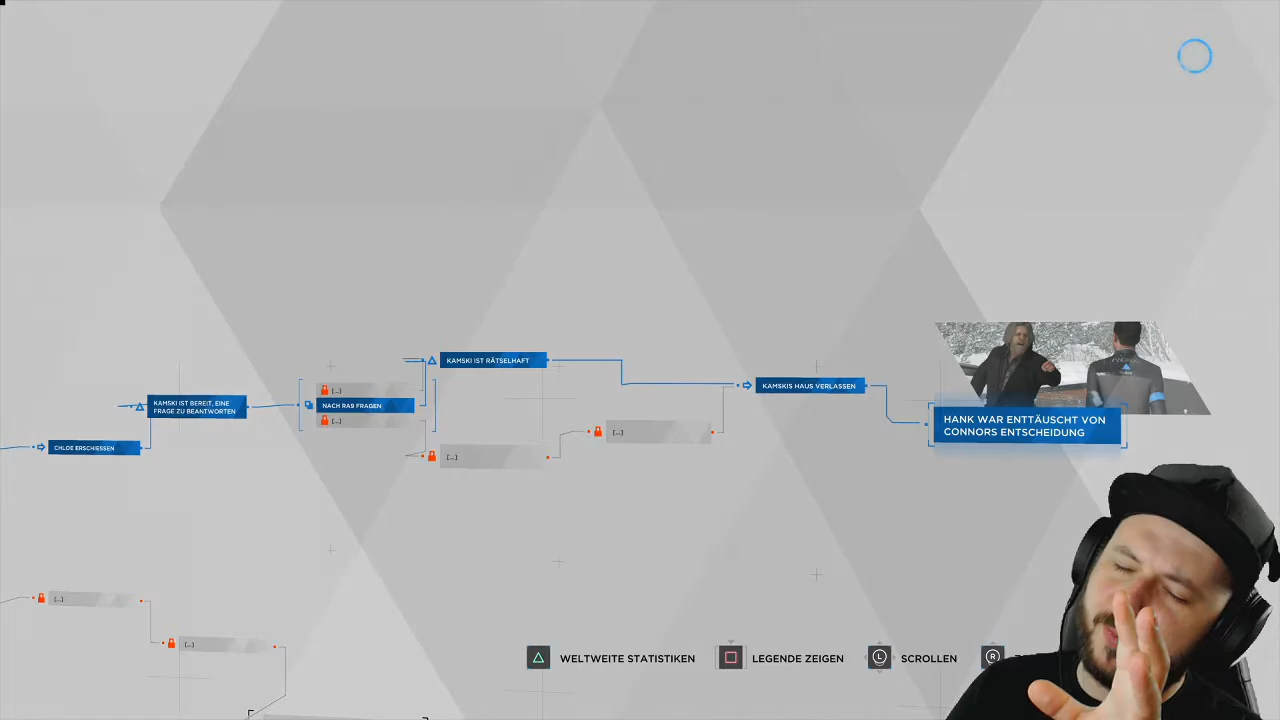 KAMSKI IST RÄTSELHAFT
[...]
NACH RA9 FRAGEN
[...]
KAMSKI IST BEREIT, EINE
FRAGE ZU BEANTWORTEN
KAMSKIS HAUS VERLASSEN
HANK WAR ENTTÄUSCHT VON
CONNORS ENTSCHEIDUNG
[...]
CHLOE ERSCHIESSEN
[...]
[...]
[...]
WELTWEITE STATISTIKEN
LEGENDE ZEIGEN
L
SCROLLEN
R